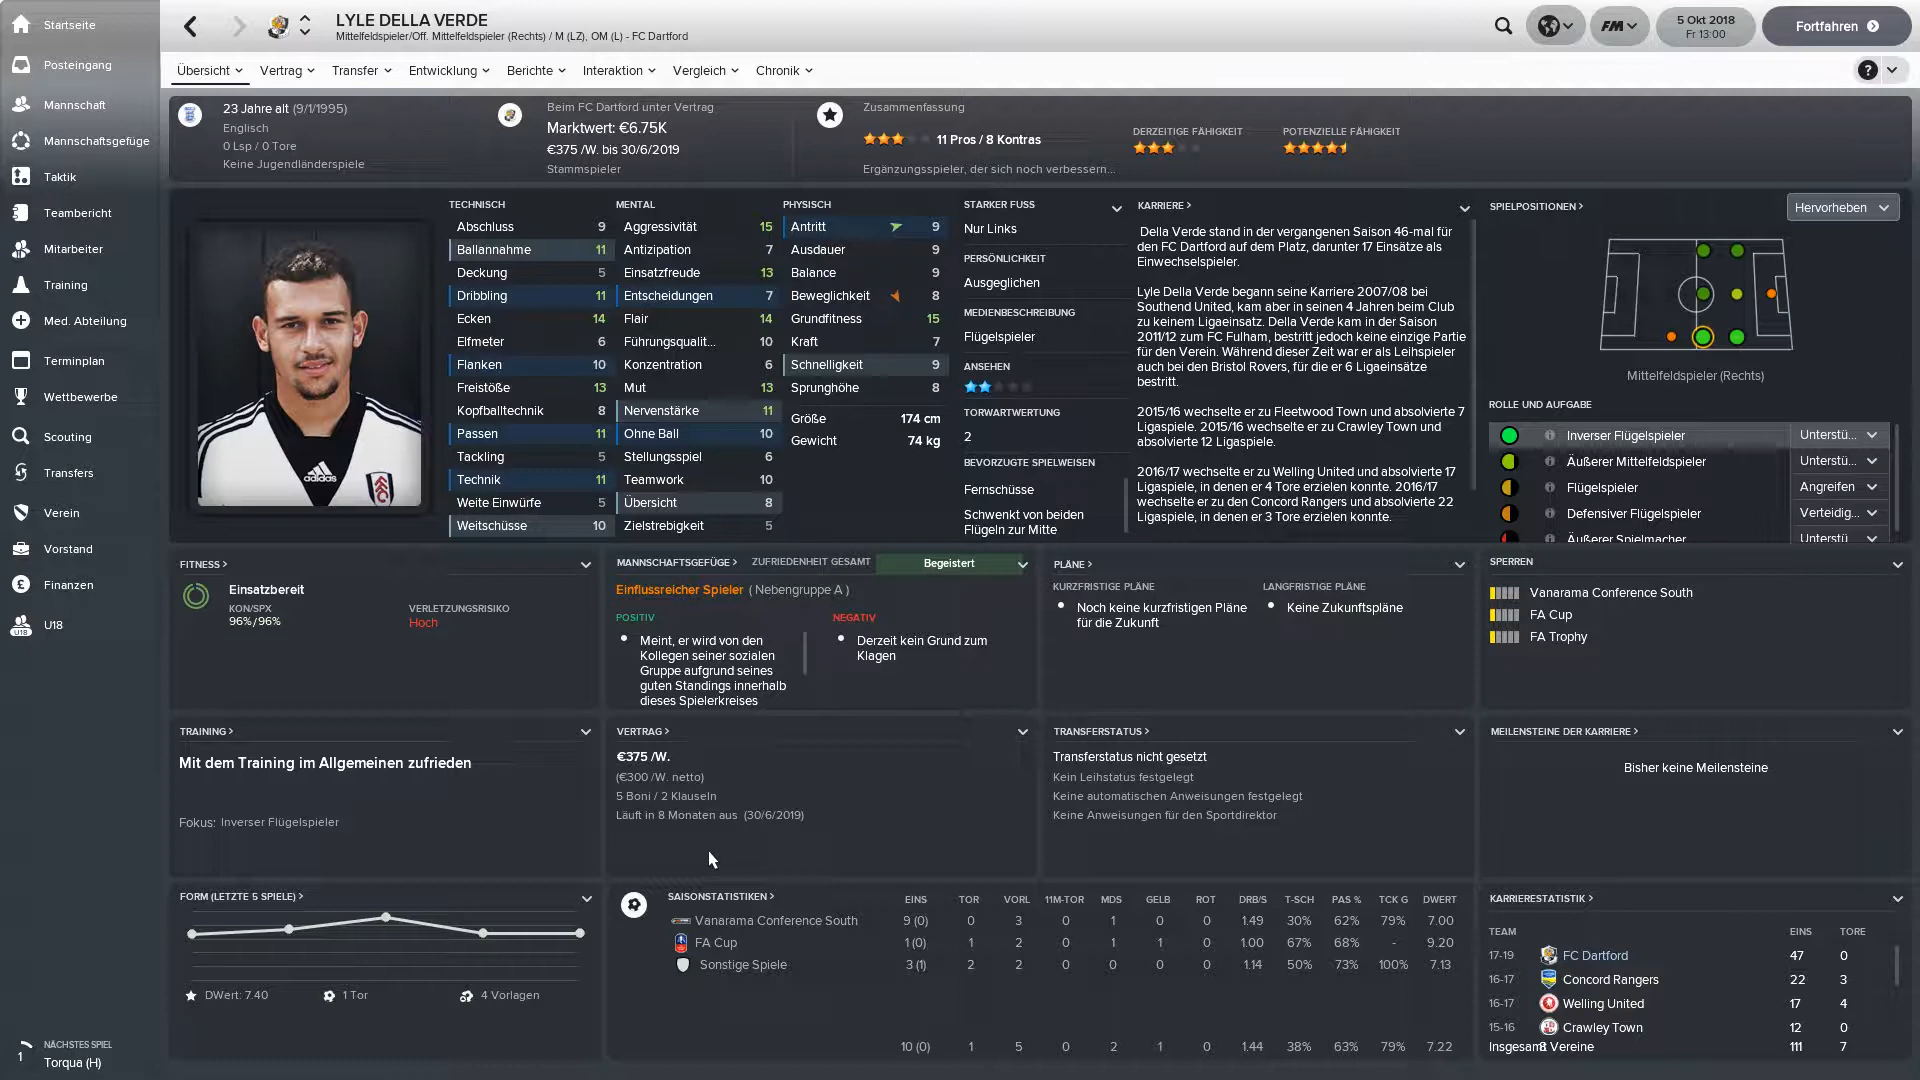 Startseite
Posteingang
Mannschaft
Mannschaftsgefüge
Taktik
Teambericht
Mitarbeiter
Training
Med. Abteilung
Terminplan
Wettbewerbe
Scouting
Transfers
Verein
Vorstand
Finanzen
U18
U18
NÄCHSTES SPIEL
1
Torqua (H)
LYLE DELLA VERDE
Mittelfeldspieler/Off. Mittelfeldspieler (Rechts) / M (LZ), OM (L) - FC Dartford
FM
5 Okt 2018
Fr 13:00
Fortfahren
Übersicht Vertrag Transfer Entwicklung Berichte Interaktion Vergleich Chronik
?
23 Jahre alt (9/1/1995)
Englisch
0 Lsp / 0 Tore
Keine Jugendländerspiele
Beim FC Dartford unter Vertrag
Marktwert: €6.75K
€375 /W. bis 30/6/2019
Stammspieler
Zusammenfassung
11 Pros / 8 Kontras
Ergänzungsspieler, der sich noch verbessern...
DERZEITIGE FÄHIGKEIT
POTENZIELLE FÄHIGKEIT
adidas
TECHNISCH
Abschluss 9
Ballannahme 11
Deckung 5
Dribbling 11
Ecken 14
Elfmeter 6
Flanken 10
Freistöße 13
Kopfballtechnik 8
Passen 11
Tackling 5
Technik 11
Weite Einwürfe 5
Weitschüsse 10
MENTAL
Aggressivität 15
Antizipation 7
Einsatzfreude 13
Entscheidungen 7
Flair 14
Führungsqualit... 10
Konzentration 6
Mut 13
Nervenstärke 11
Ohne Ball 10
Stellungsspiel 6
Teamwork 10
Übersicht 8
Zielstrebigkeit 5
PHYSISCH
Antritt 9
Ausdauer 9
Balance 9
Beweglichkeit 8
Grundfitness 15
Kraft 7
Schnelligkeit 9
Sprunghöhe 8
Größe 174 cm
Gewicht 74 kg
STARKER FUSS
Nur Links
PERSÖNLICHKEIT
Ausgeglichen
MEDIENBESCHREIBUNG
Flügelspieler
ANSEHEN
TORWARTWERTUNG
2
BEVORZUGTE SPIELWEISEN
Fernschüsse
Schwenkt von beiden
Flügeln zur Mitte
KARRIERE >
Della Verde stand in der vergangenen Saison 46-mal für
den FC Dartford auf dem Platz, darunter 17 Einsätze als
Einwechselspieler.
Lyle Della Verde begann seine Karriere 2007/08 bei
Southend United, kam aber in seinen 4 Jahren beim Club
zu keinem Ligaeinsatz. Della Verde kam in der Saison
2011/12 zum FC Fulham, bestritt jedoch keine einzige Partie
für den Verein. Während dieser Zeit war er als Leihspieler
auch bei den Bristol Rovers, für die er 6 Ligaeinsätze
bestritt.
2015/16 wechselte er zu Fleetwood Town und absolvierte 7
Ligaspiele. 2015/16 wechselte er zu Crawley Town und
absolvierte 12 Ligaspiele.
2016/17 wechselte er zu Welling United und absolvierte 17
Ligaspiele, in denen er 4 Tore erzielen konnte. 2016/17
wechselte er zu den Concord Rangers und absolvierte 22
Ligaspiele, in denen er 3 Tore erzielen konnte.
SPIELPOSITIONEN >
Hervorheben
Mittelfeldspieler (Rechts)
ROLLE UND AUFGABE
Inverser Flügelspieler Unterstü...
Äußerer Mittelfeldspieler Unterstü...
Flügelspieler Angreifen
Defensiver Flügelspieler Verteidig...
Äußerer Spielmacher Unterstü
FITNESS >
Einsatzbereit
KON/SPX
96%/96%
VERLETZUNGSRISIKO
Hoch
MANNSCHAFTSGEFÜGE > ZUFRIEDENHEIT GESAMT Begeistert
Einflussreicher Spieler ( Nebengruppe A )
POSITIV
Meint, er wird von den
Kollegen seiner sozialen
Gruppe aufgrund seines
guten Standings innerhalb
dieses Spielerkreises
NEGATIV
Derzeit kein Grund zum
Klagen
PLÄNE >
KURZFRISTIGE PLÄNE
Noch keine kurzfristigen Pläne
für die Zukunft
LANGFRISTIGE PLÄNE
Keine Zukunftspläne
SPERREN
Vanarama Conference South
FA Cup
FA Trophy
TRAINING >
Mit dem Training im Allgemeinen zufrieden
Fokus: Inverser Flügelspieler
VERTRAG >
€375 /W.
(€300 /W. netto)
5 Boni / 2 Klauseln
Läuft in 8 Monaten aus (30/6/2019)
TRANSFERSTATUS >
Transferstatus nicht gesetzt
Kein Leihstatus festgelegt
Keine automatischen Anweisungen festgelegt
Keine Anweisungen für den Sportdirektor
MEILENSTEINE DER KARRIERE >
Bisher keine Meilensteine
FORM (LETZTE 5 SPIELE) >
DWert: 7.40 1 Tor 4 Vorlagen
SAISONSTATISTIKEN > EINS TOR VORL 11M-TOR MDS GELB ROT DRB/S T-SCH PAS % TCK G DWERT
Vanarama Conference South 9 (0) 0 3 0 1 0 0 1.49 30% 62% 79% 7.00
FA Cup 1 (0) 1 2 0 1 1 0 1.00 67% 68% - 9.20
Sonstige Spiele 3 (1) 2 2 0 0 0 0 1.14 50% 73% 100% 7.13
10 (0) 1 5 0 2 1 0 1.44 38% 63% 79% 7.22
KARRIERESTATISTIK >
TEAM EINS TORE
17-19 FC Dartford 47 0
16-17 Concord Rangers 22 3
16-17 Welling United 17 4
15-16 Crawley Town 12 0
Insgesamt 8 Vereine 111 7